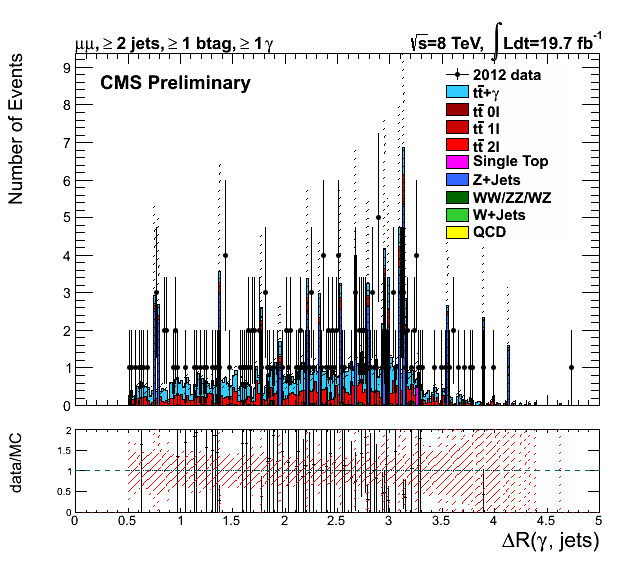 μμ, ≥ 2 jets, ≥ 1 btag, ≥ 1 γ
√s=8 TeV, ∫ Ldt=19.7 fb⁻¹
CMS Preliminary
2012 data
tt̄+γ
tt̄ 0l
tt̄ 1l
tt̄ 2l
Single Top
Z+Jets
WW/ZZ/WZ
W+Jets
QCD
Number of Events
9
8
7
6
5
4
3
2
1
0
data/MC
2
1.5
1
0.5
0
0 0.5 1 1.5 2 2.5 3 3.5 4 4.5 5
ΔR(γ, jets)